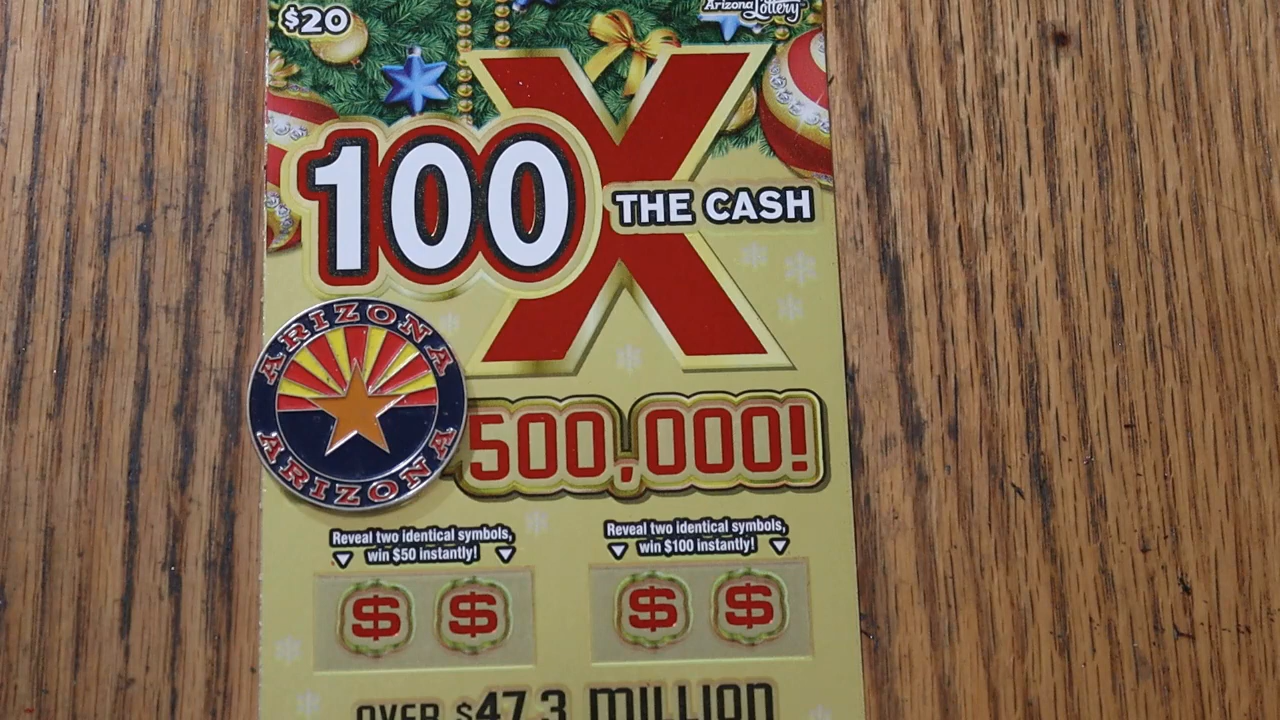 $20
Arizona Lottery
100X
THE CASH
ARIZONA
ARIZONA
500,000!
Reveal two identical symbols,
win $50 instantly!
Reveal two identical symbols,
win $100 instantly!
$ $
$ $
OVER $47.3 MILLION